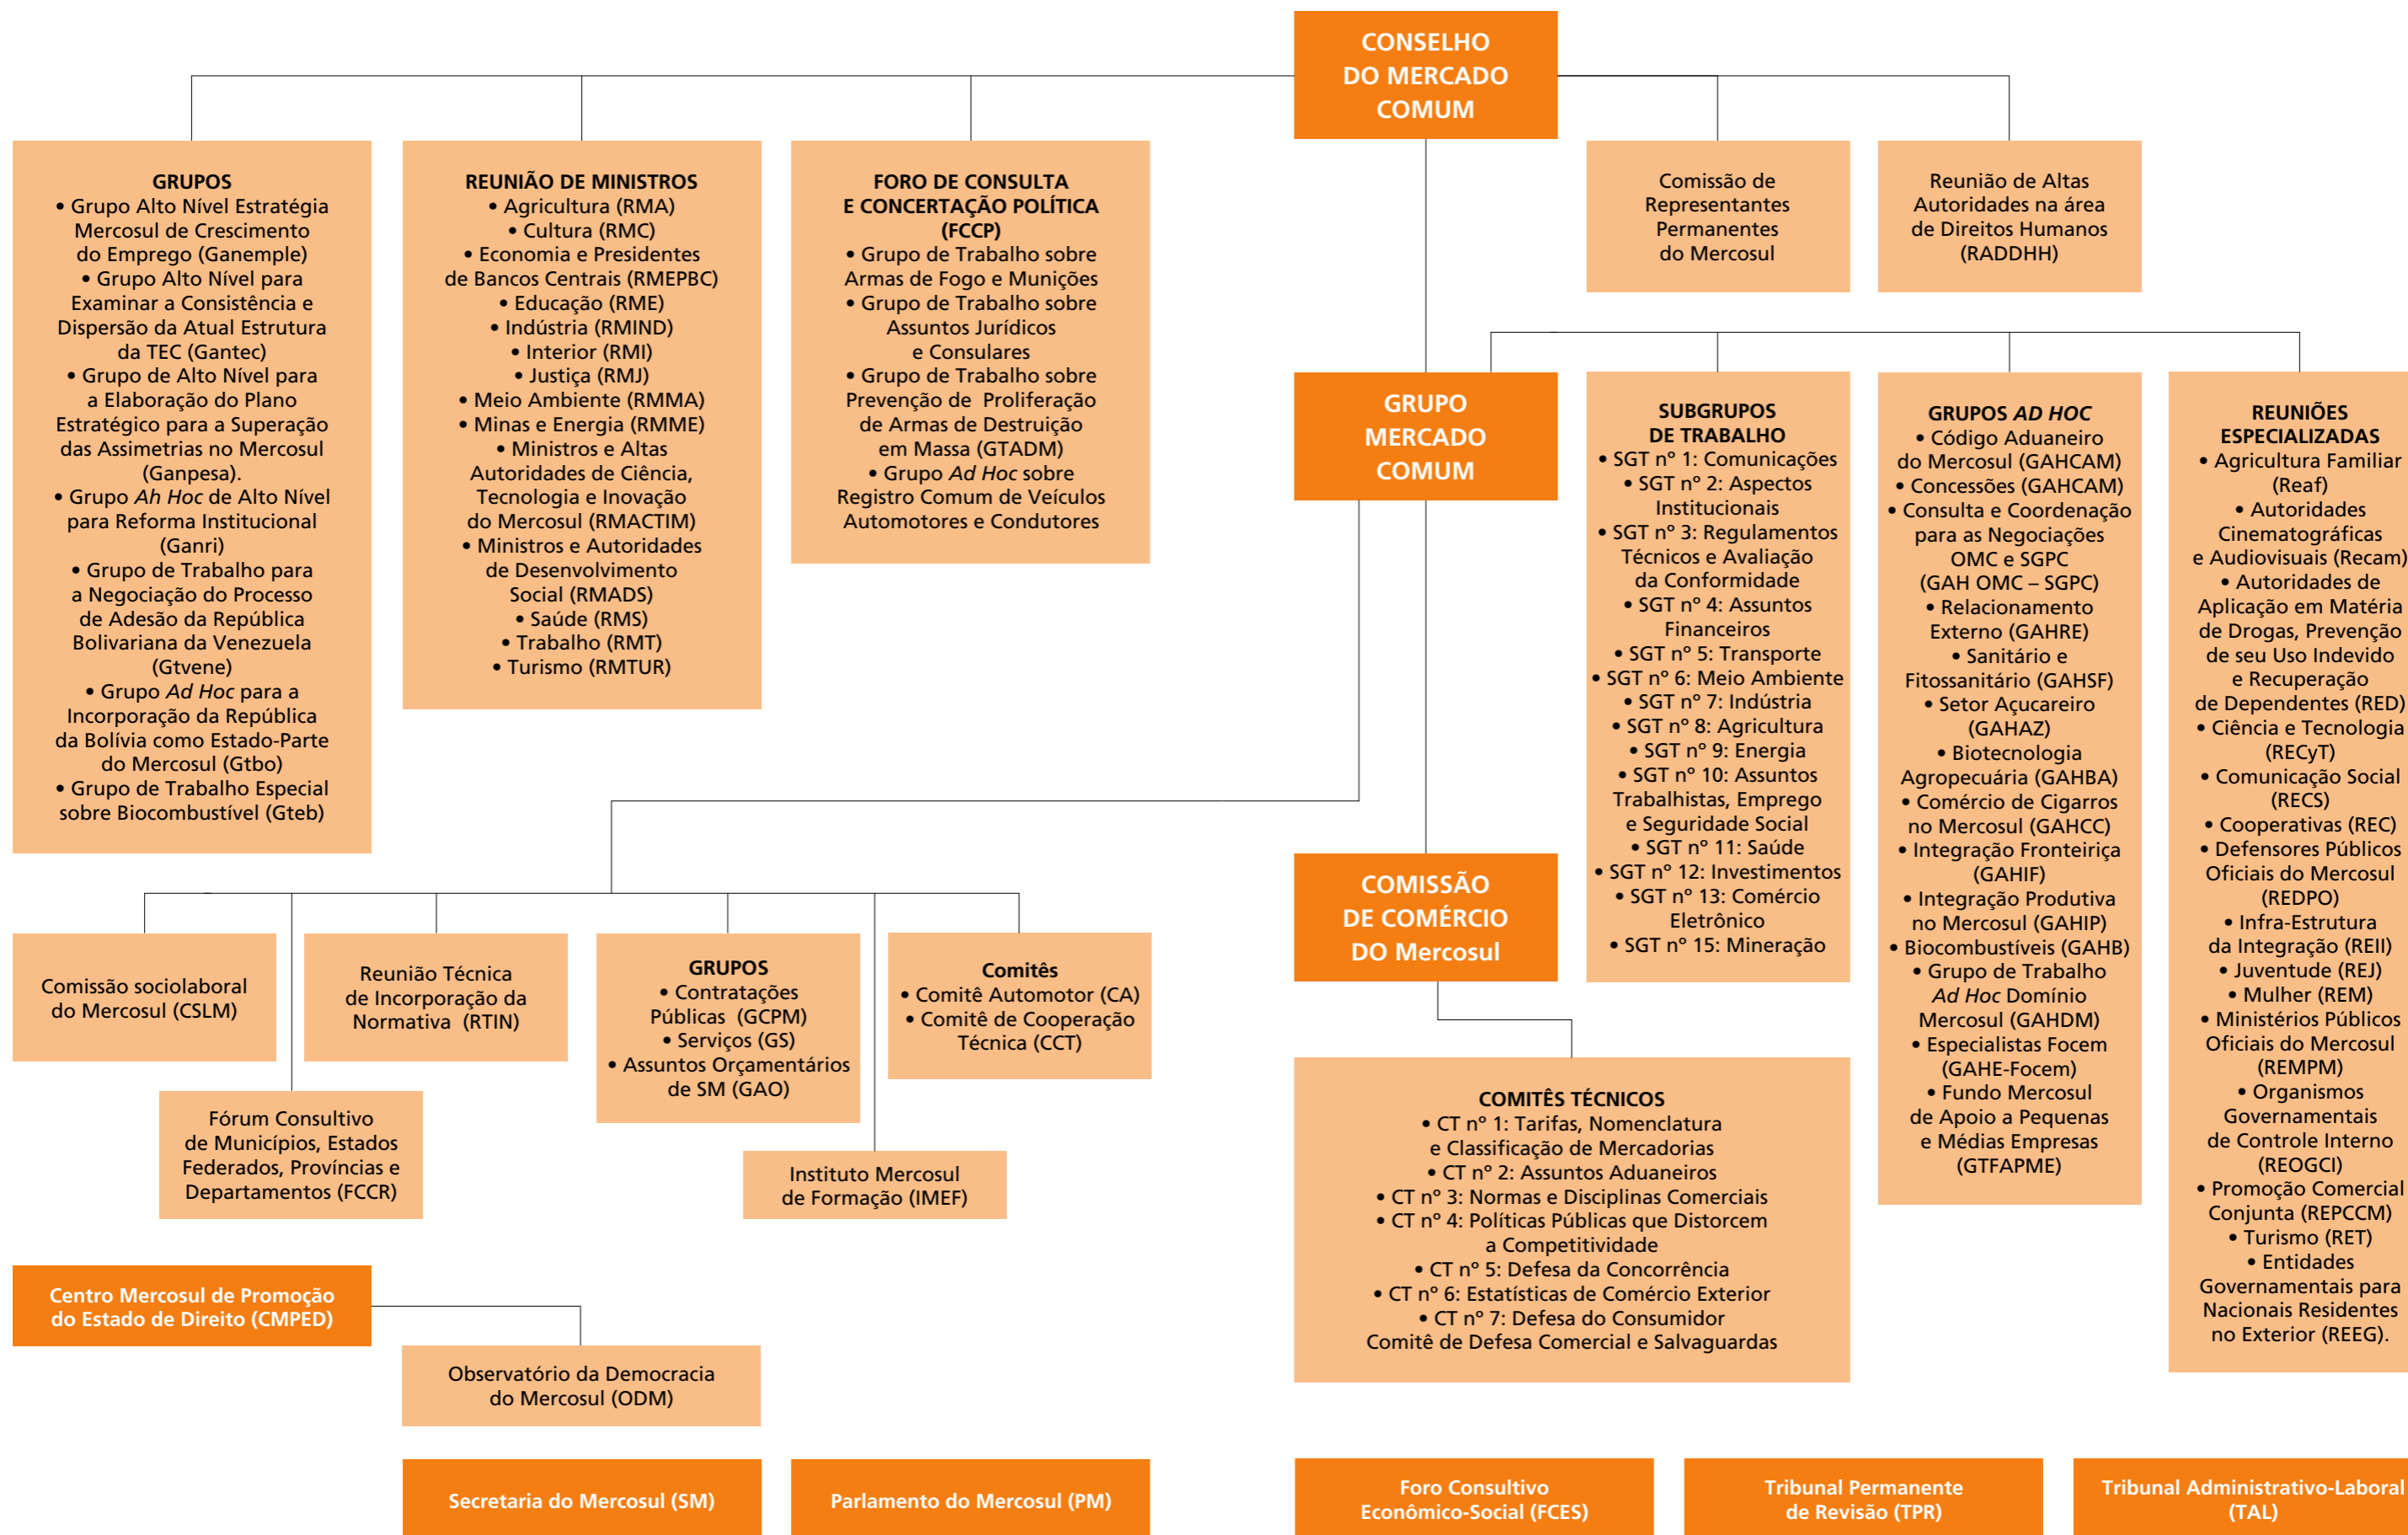 CONSELHO
DO MERCADO
COMUM
GRUPOS
• Grupo Alto Nível Estratégia
Mercosul de Crescimento
do Emprego (Ganemple)
• Grupo Alto Nível para
Examinar a Consistência e
Dispersão da Atual Estrutura
da TEC (Gantec)
• Grupo de Alto Nível para
a Elaboração do Plano
Estratégico para a Superação
das Assimetrias no Mercosul
(Ganpesa).
• Grupo Ah Hoc de Alto Nível
para Reforma Institucional
(Ganri)
• Grupo de Trabalho para
a Negociação do Processo
de Adesão da República
Bolivariana da Venezuela
(Gtvene)
• Grupo Ad Hoc para a
Incorporação da República
da Bolívia como Estado-Parte
do Mercosul (Gtbo)
• Grupo de Trabalho Especial
sobre Biocombustível (Gteb)
REUNIÃO DE MINISTROS
• Agricultura (RMA)
• Cultura (RMC)
• Economia e Presidentes
de Bancos Centrais (RMEPBC)
• Educação (RME)
• Indústria (RMIND)
• Interior (RMI)
• Justiça (RMJ)
• Meio Ambiente (RMMA)
• Minas e Energia (RMME)
• Ministros e Altas
Autoridades de Ciência,
Tecnologia e Inovação
do Mercosul (RMACTIM)
• Ministros e Autoridades
de Desenvolvimento
Social (RMADS)
• Saúde (RMS)
• Trabalho (RMT)
• Turismo (RMTUR)
FORO DE CONSULTA
E CONCERTAÇÃO POLÍTICA
(FCCP)
• Grupo de Trabalho sobre
Armas de Fogo e Munições
• Grupo de Trabalho sobre
Assuntos Jurídicos
e Consulares
• Grupo de Trabalho sobre
Prevenção de Proliferação
de Armas de Destruição
em Massa (GTADM)
• Grupo Ad Hoc sobre
Registro Comum de Veículos
Automotores e Condutores
Comissão de
Representantes
Permanentes
do Mercosul
Reunião de Altas
Autoridades na área
de Direitos Humanos
(RADDHH)
GRUPO
MERCADO
COMUM
SUBGRUPOS
DE TRABALHO
• SGT nº 1: Comunicações
• SGT nº 2: Aspectos
Institucionais
• SGT nº 3: Regulamentos
Técnicos e Avaliação
da Conformidade
• SGT nº 4: Assuntos
Financeiros
• SGT nº 5: Transporte
• SGT nº 6: Meio Ambiente
• SGT nº 7: Indústria
• SGT nº 8: Agricultura
• SGT nº 9: Energia
• SGT nº 10: Assuntos
Trabalhistas, Emprego
e Seguridade Social
• SGT nº 11: Saúde
• SGT nº 12: Investimentos
• SGT nº 13: Comércio
Eletrônico
• SGT nº 15: Mineração
GRUPOS AD HOC
• Código Aduaneiro
do Mercosul (GAHCAM)
• Concessões (GAHCAM)
• Consulta e Coordenação
para as Negociações
OMC e SGPC
(GAH OMC – SGPC)
• Relacionamento
Externo (GAHRE)
• Sanitário e
Fitossanitário (GAHSF)
• Setor Açucareiro
(GAHAZ)
• Biotecnologia
Agropecuária (GAHBA)
• Comércio de Cigarros
no Mercosul (GAHCC)
• Integração Fronteiriça
(GAHIF)
• Integração Produtiva
no Mercosul (GAHIP)
• Biocombustíveis (GAHB)
• Grupo de Trabalho
Ad Hoc Domínio
Mercosul (GAHDM)
• Especialistas Focem
(GAHE-Focem)
• Fundo Mercosul
de Apoio a Pequenas
e Médias Empresas
(GTFAPME)
REUNIÕES
ESPECIALIZADAS
• Agricultura Familiar
(Reaf)
• Autoridades
Cinematográficas
e Audiovisuais (Recam)
• Autoridades de
Aplicação em Matéria
de Drogas, Prevenção
de seu Uso Indevido
e Recuperação
de Dependentes (RED)
• Ciência e Tecnologia
(RECyT)
• Comunicação Social
(RECS)
• Cooperativas (REC)
• Defensores Públicos
Oficiais do Mercosul
(REDPO)
• Infra-Estrutura
da Integração (REII)
• Juventude (REJ)
• Mulher (REM)
• Ministérios Públicos
Oficiais do Mercosul
(REMPM)
• Organismos
Governamentais
de Controle Interno
(REOGCI)
• Promoção Comercial
Conjunta (REPCCM)
• Turismo (RET)
• Entidades
Governamentais para
Nacionais Residentes
no Exterior (REEG).
COMISSÃO
DE COMÉRCIO
DO Mercosul
Comissão sociolaboral
do Mercosul (CSLM)
Reunião Técnica
de Incorporação da
Normativa (RTIN)
GRUPOS
• Contratações
Públicas (GCPM)
• Serviços (GS)
• Assuntos Orçamentários
de SM (GAO)
Comitês
• Comitê Automotor (CA)
• Comitê de Cooperação
Técnica (CCT)
Fórum Consultivo
de Municípios, Estados
Federados, Províncias e
Departamentos (FCCR)
Instituto Mercosul
de Formação (IMEF)
COMITÊS TÉCNICOS
• CT nº 1: Tarifas, Nomenclatura
e Classificação de Mercadorias
• CT nº 2: Assuntos Aduaneiros
• CT nº 3: Normas e Disciplinas Comerciais
• CT nº 4: Políticas Públicas que Distorcem
a Competitividade
• CT nº 5: Defesa da Concorrência
• CT nº 6: Estatísticas de Comércio Exterior
• CT nº 7: Defesa do Consumidor
Comitê de Defesa Comercial e Salvaguardas
Centro Mercosul de Promoção
do Estado de Direito (CMPED)
Observatório da Democracia
do Mercosul (ODM)
Secretaria do Mercosul (SM)
Parlamento do Mercosul (PM)
Foro Consultivo
Econômico-Social (FCES)
Tribunal Permanente
de Revisão (TPR)
Tribunal Administrativo-Laboral
(TAL)